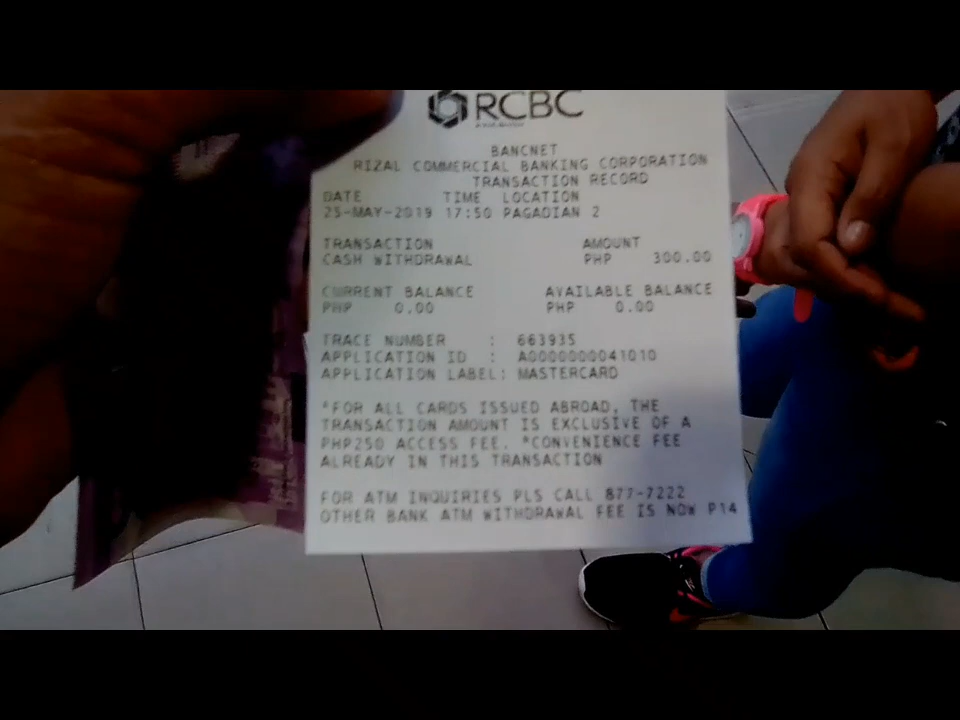 RCBC
BANCNET
RIZAL COMMERCIAL BANKING CORPORATION
TRANSACTION RECORD
DATE TIME LOCATION
25-MAY-2019 17:50 PAGADIAN 2
TRANSACTION AMOUNT
CASH WITHDRAWAL PHP 300.00
CURRENT BALANCE AVAILABLE BALANCE
PHP 0.00 PHP 0.00
TRACE NUMBER : 663935
APPLICATION ID : A0000000041010
APPLICATION LABEL: MASTERCARD
*FOR ALL CARDS ISSUED ABROAD, THE
TRANSACTION AMOUNT IS EXCLUSIVE OF A
PHP250 ACCESS FEE. *CONVENIENCE FEE
ALREADY IN THIS TRANSACTION
FOR ATM INQUIRIES PLS CALL 877-7222
OTHER BANK ATM WITHDRAWAL FEE IS NOW P14